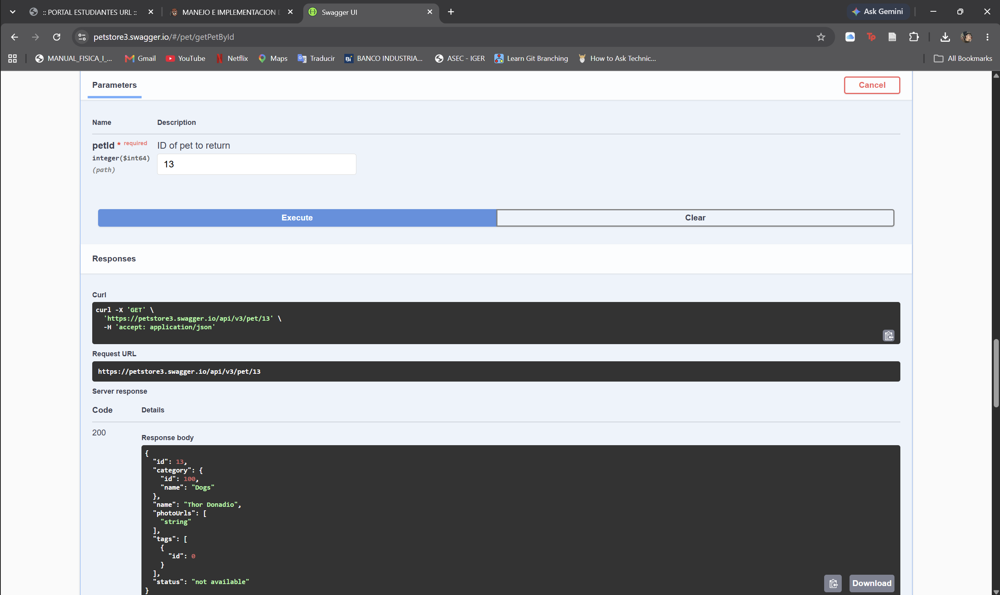 :: PORTAL ESTUDIANTES URL ::
MANEJO E IMPLEMENTACION
Swagger UI
Ask Gemini
petstore3.swagger.io/#/pet/getPetById
MANUAL_FISICA_I_...
Gmail
YouTube
Netflix
Maps
Traducir
BANCO INDUSTRIA...
ASEC - IGER
Learn Git Branching
How to Ask Technic...
All Bookmarks
Parameters
Cancel
Name Description
petId * required ID of pet to return
integer($int64)
(path)
13
Execute Clear
Responses
Curl
curl -X 'GET' \
'https://petstore3.swagger.io/api/v3/pet/13' \
-H 'accept: application/json'
Request URL
https://petstore3.swagger.io/api/v3/pet/13
Server response
Code Details
200
Response body
{
"id": 13,
"category": {
"id": 100,
"name": "Dogs"
},
"name": "Thor Donadio",
"photoUrls": [
"string"
],
"tags": [
{
"id": 0
}
],
"status": "not available"
}
Download